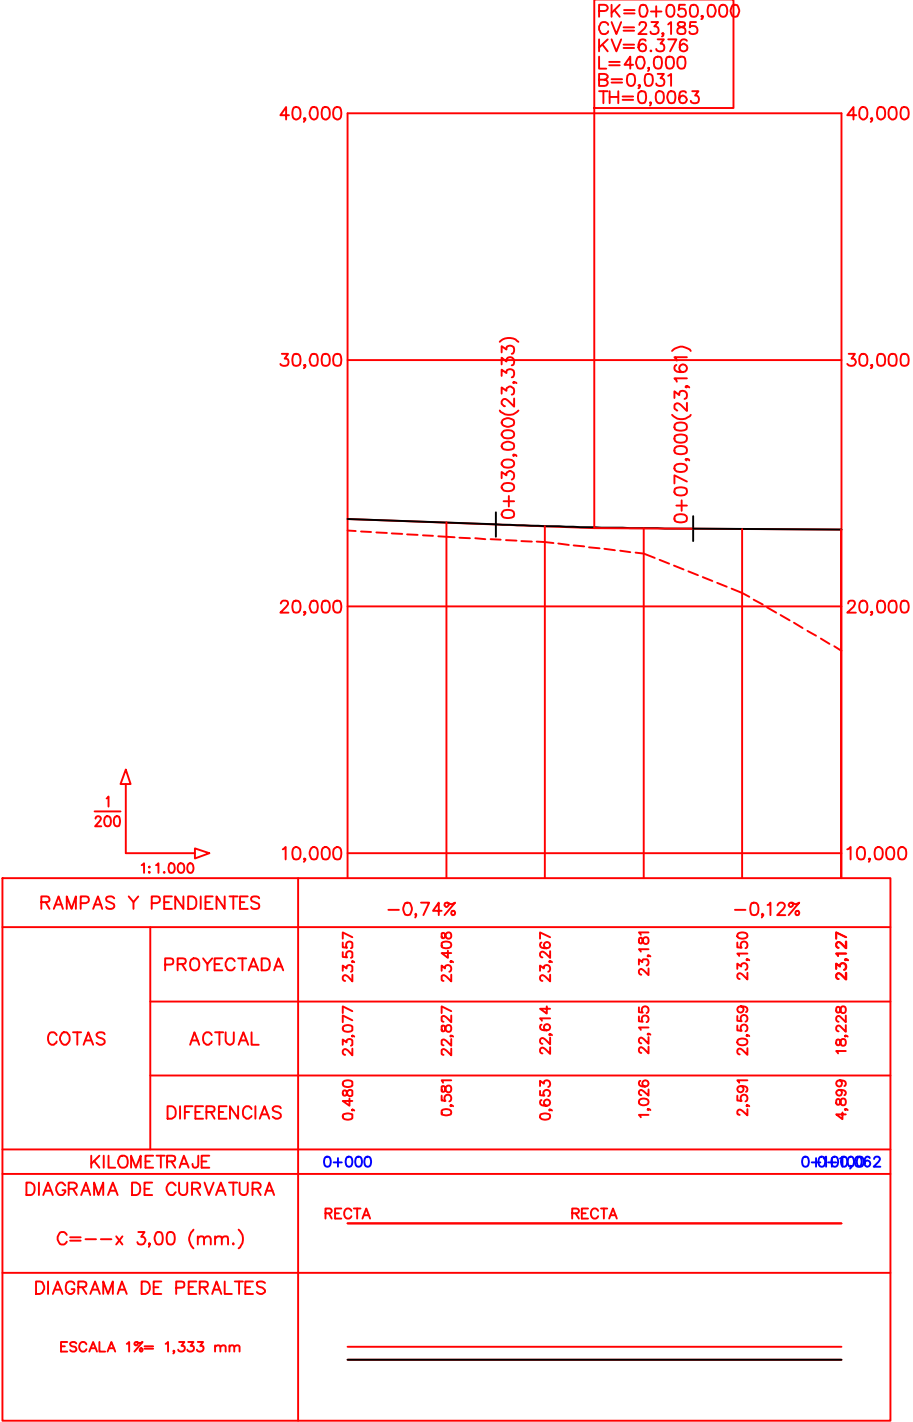 PK=0+050,000
CV=23,185
KV=6.376
L=40,000
B=0,031
TH=0,0063
40,000 40,000
30,000 30,000
0+030,000(23,333)
0+070,000(23,161)
20,000 20,000
1
200
1:1.000
10,000 10,000
RAMPAS Y PENDIENTES -0,74% -0,12%
COTAS
PROYECTADA 23,557 23,408 23,267 23,181 23,150 23,127
ACTUAL 23,077 22,827 22,614 22,155 20,559 18,228
DIFERENCIAS 0,480 0,581 0,653 1,026 2,591 4,899
KILOMETRAJE 0+000
DIAGRAMA DE CURVATURA
C=--x 3,00 (mm.)
RECTA RECTA
DIAGRAMA DE PERALTES
ESCALA 1%= 1,333 mm